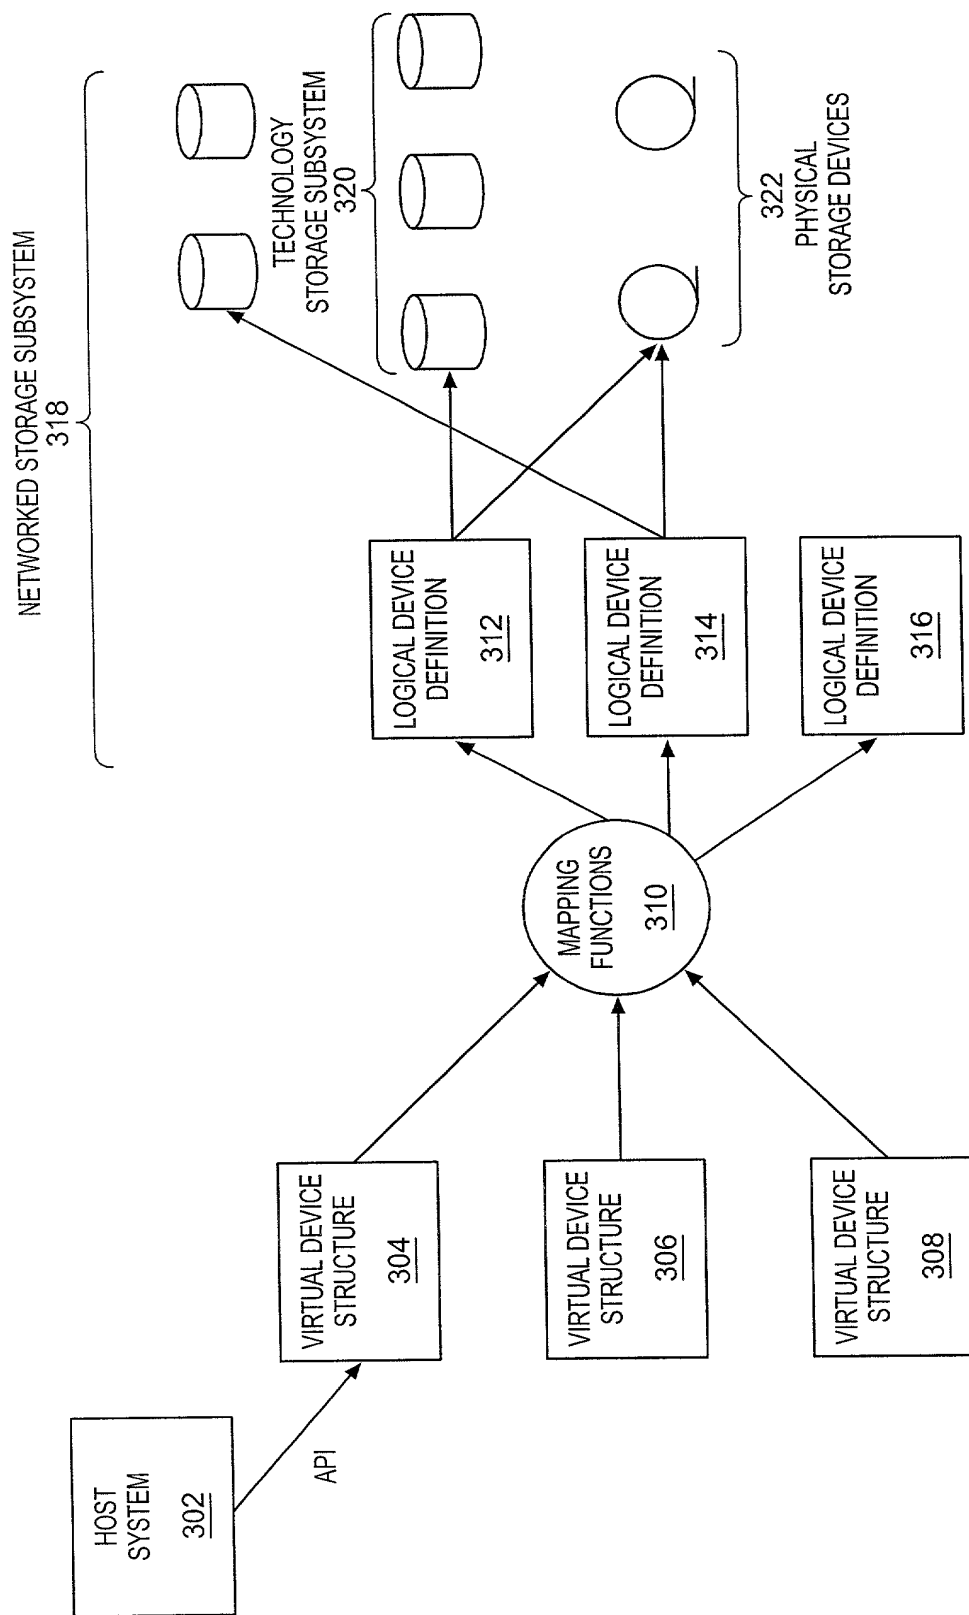 NETWORKED STORAGE SUBSYSTEM
318
TECHNOLOGY
STORAGE SUBSYSTEM
320
322
PHYSICAL
STORAGE DEVICES
HOST
SYSTEM
302
API
VIRTUAL DEVICE
STRUCTURE
304
VIRTUAL DEVICE
STRUCTURE
306
VIRTUAL DEVICE
STRUCTURE
308
MAPPING
FUNCTIONS
310
LOGICAL DEVICE
DEFINITION
312
LOGICAL DEVICE
DEFINITION
314
LOGICAL DEVICE
DEFINITION
316